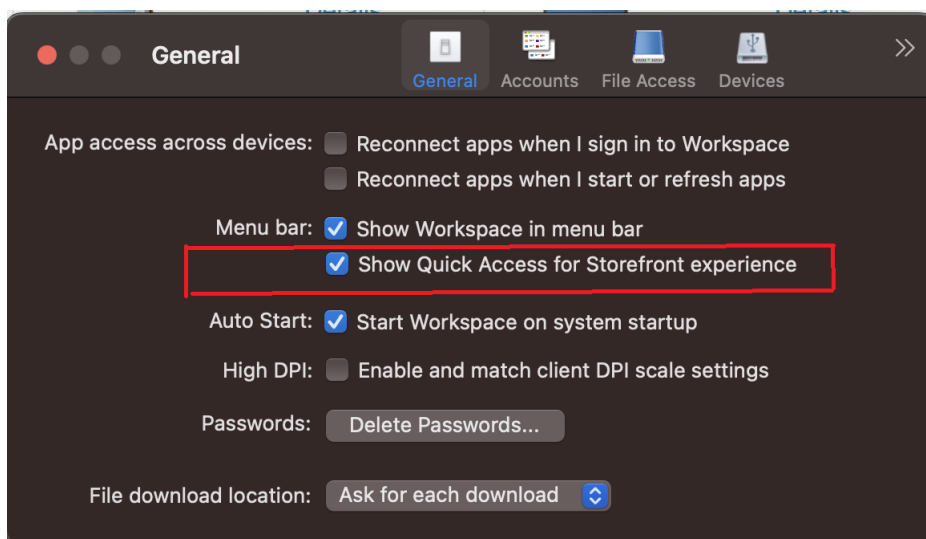 General
General
Accounts
File Access
Devices
App access across devices:
Reconnect apps when I sign in to Workspace
Reconnect apps when I start or refresh apps
Menu bar:
Show Workspace in menu bar
Show Quick Access for Storefront experience
Auto Start:
Start Workspace on system startup
High DPI:
Enable and match client DPI scale settings
Passwords:
Delete Passwords...
File download location:
Ask for each download